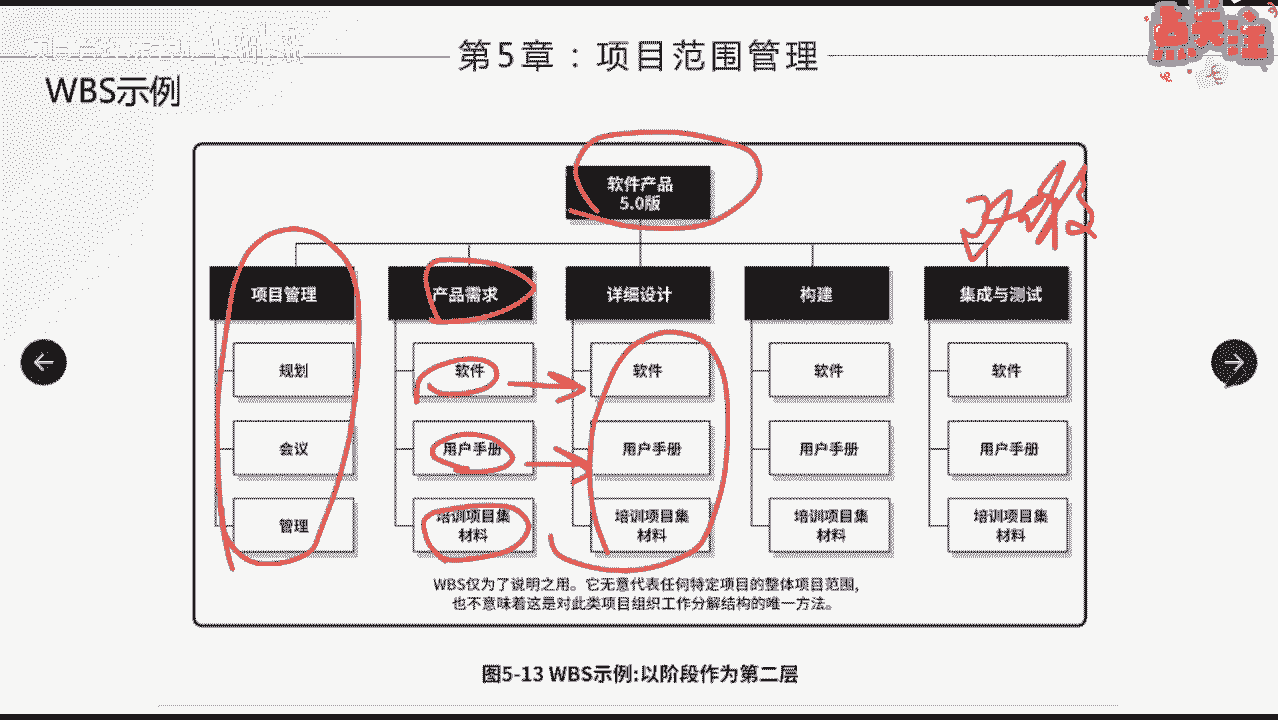 第5章：项目范围管理
WBS示例
点关注
软件产品
5.0版
项目管理
产品需求
详细设计
构建
集成与测试
规划
软件
软件
软件
软件
会议
用户手册
用户手册
用户手册
用户手册
管理
培训项目集
材料
培训项目集
材料
培训项目集
材料
培训项目集
材料
WBS仅为了说明之用。它无意代表任何特定项目的整体项目范围，
也不意味着这是对此类项目组织工作分解结构的唯一方法。
图5-13 WBS示例:以阶段作为第二层